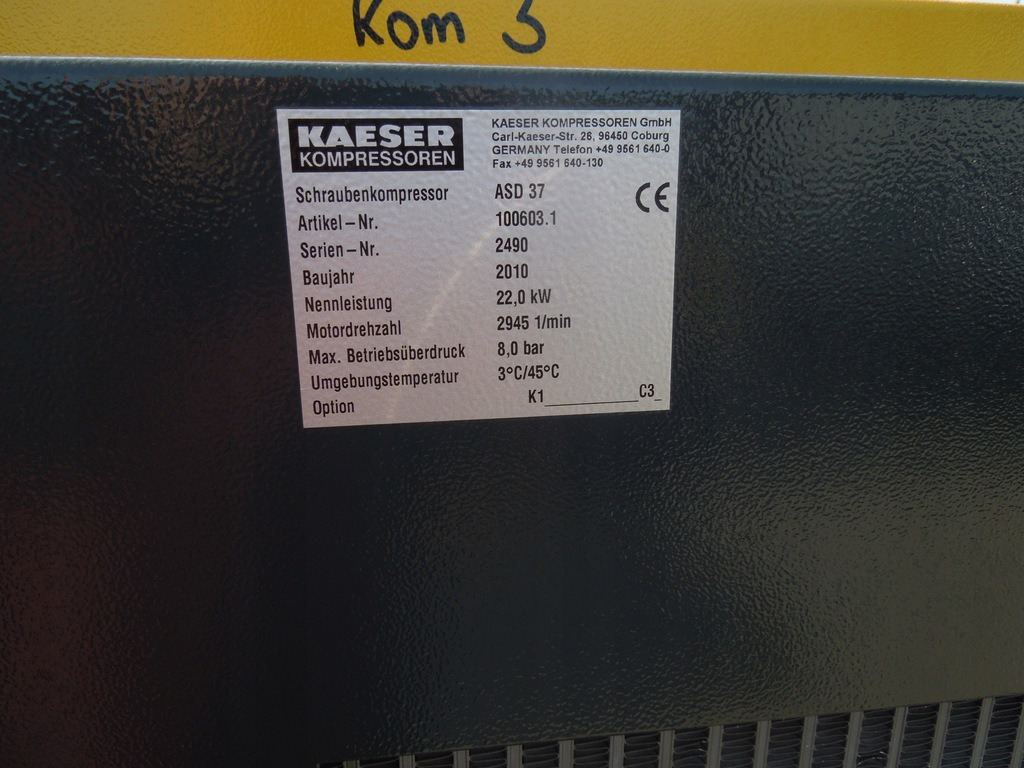 Kom 3
KAESER
KOMPRESSOREN
KAESER KOMPRESSOREN GmbH
Carl-Kaeser-Str. 26, 96450 Coburg
GERMANY Telefon +49 9561 640-0
Fax +49 9561 640-130
CE
Schraubenkompressor ASD 37
Artikel – Nr. 100603.1
Serien – Nr. 2490
Baujahr 2010
Nennleistung 22,0 kW
Motordrehzahl 2945 1/min
Max. Betriebsüberdruck 8,0 bar
Umgebungstemperatur 3°C/45°C
Option K1__________C3_